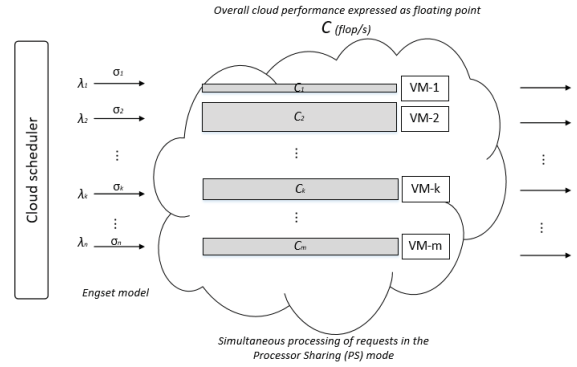 Overall cloud performance expressed as floating point
C (flop/s)
Cloud scheduler
λ₁ σ₁ C₁ VM-1
λ₂ σ₂ C₂ VM-2
⋮ ⋮ ⋮
λₖ σₖ Cₖ VM-k
⋮ ⋮ ⋮
λₙ σₙ Cₘ VM-m
Engset model
Simultaneous processing of requests in the
Processor Sharing (PS) mode